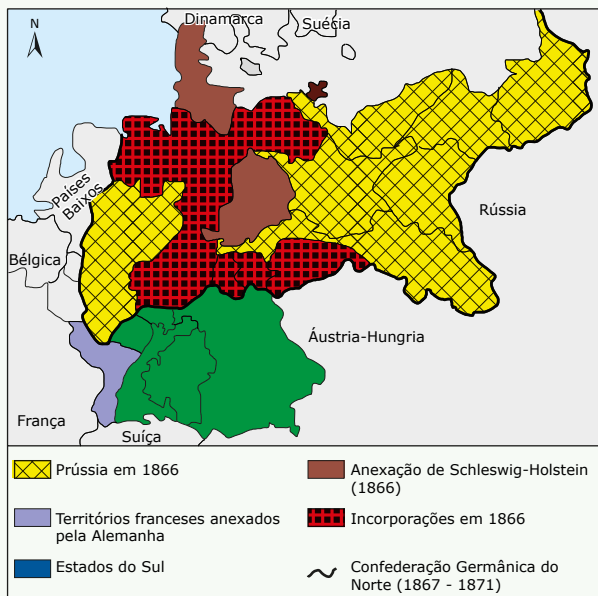 N
Dinamarca
Suécia
Países
Baixos
Rússia
Bélgica
Áustria-Hungria
França
Suíça
Prússia em 1866
Anexação de Schleswig-Holstein
(1866)
Territórios franceses anexados
pela Alemanha
Incorporações em 1866
Estados do Sul
Confederação Germânica do
Norte (1867 - 1871)